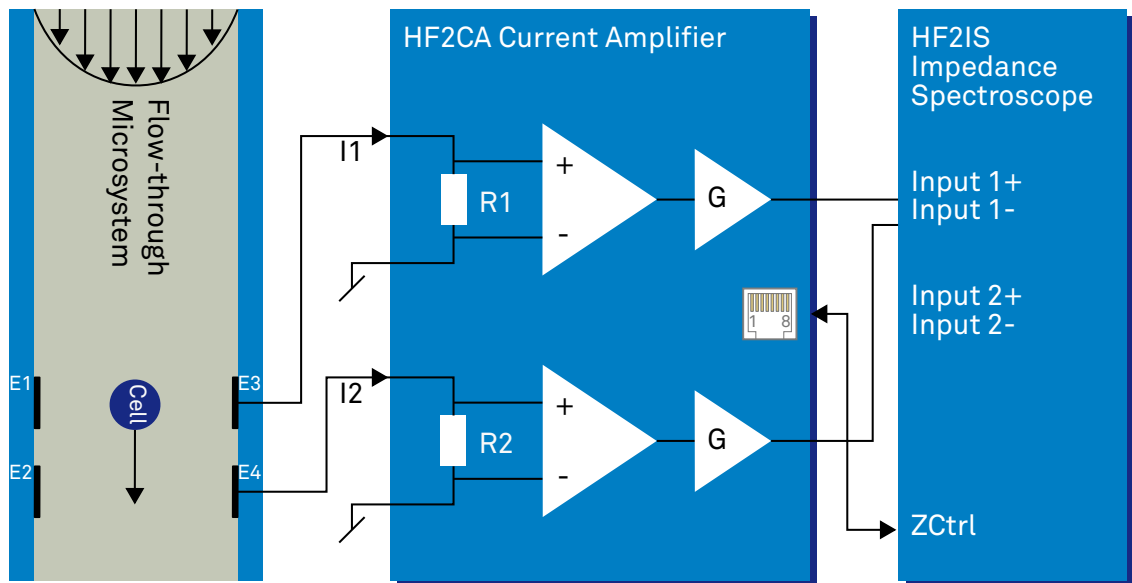 HF2CA Current Amplifier
HF2IS
Impedance
Spectroscope
Flow-through
Microsystem
I1
+
-
R1
G
Input 1+
Input 1-
1 8
Input 2+
Input 2-
E1
Cell
E3
I2
+
-
R2
G
E2
E4
ZCtrl